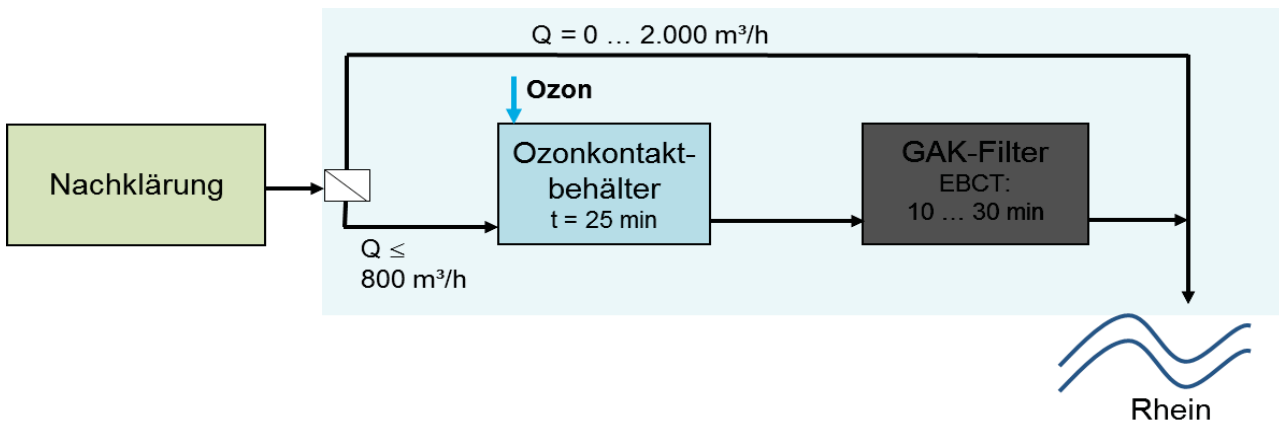 Q = 0 … 2.000 m³/h
Ozon
Nachklärung
Ozonkontakt-
behälter
t = 25 min
GAK-Filter
EBCT:
10 … 30 min
Q ≤
800 m³/h
Rhein